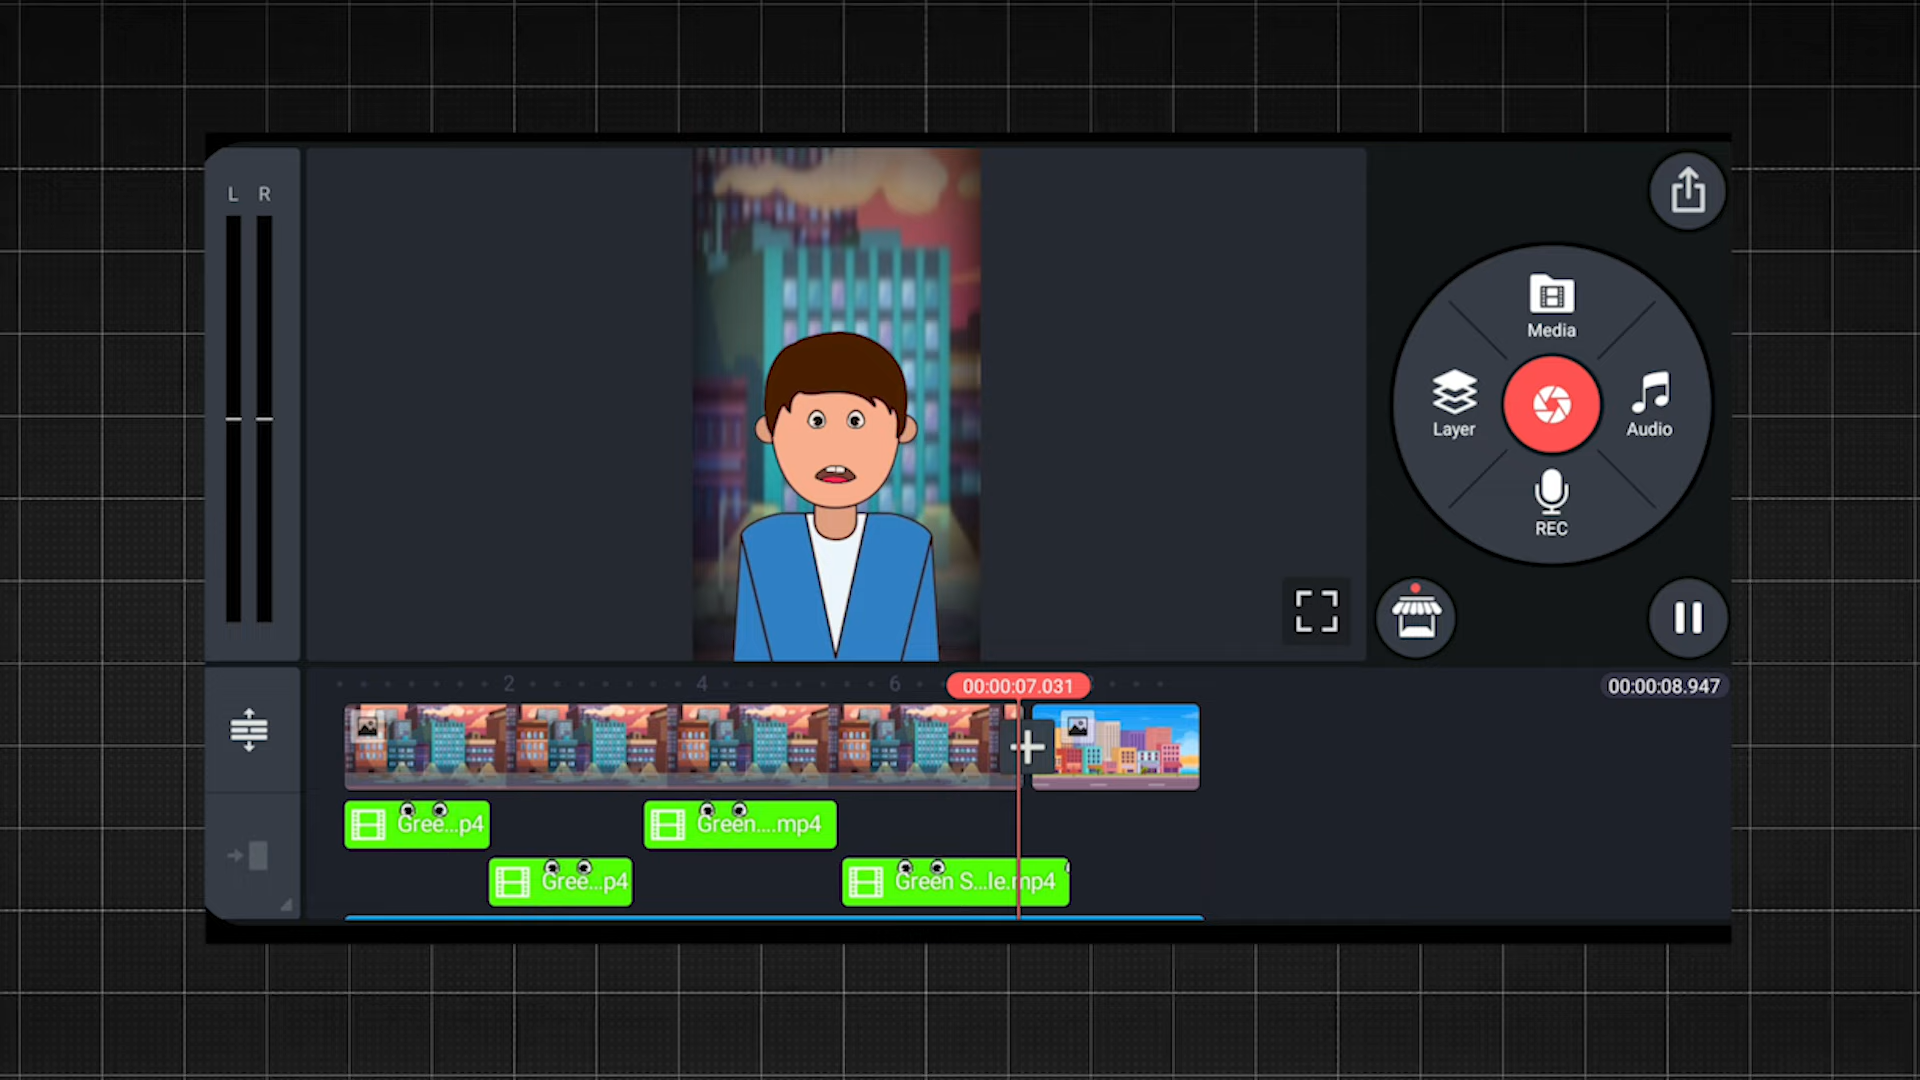 L R
Media
Layer
Audio
REC
2 4 6
00:00:07.031
00:00:08.947
Gree...p4
Green....mp4
Gree...p4
Green S...le.mp4